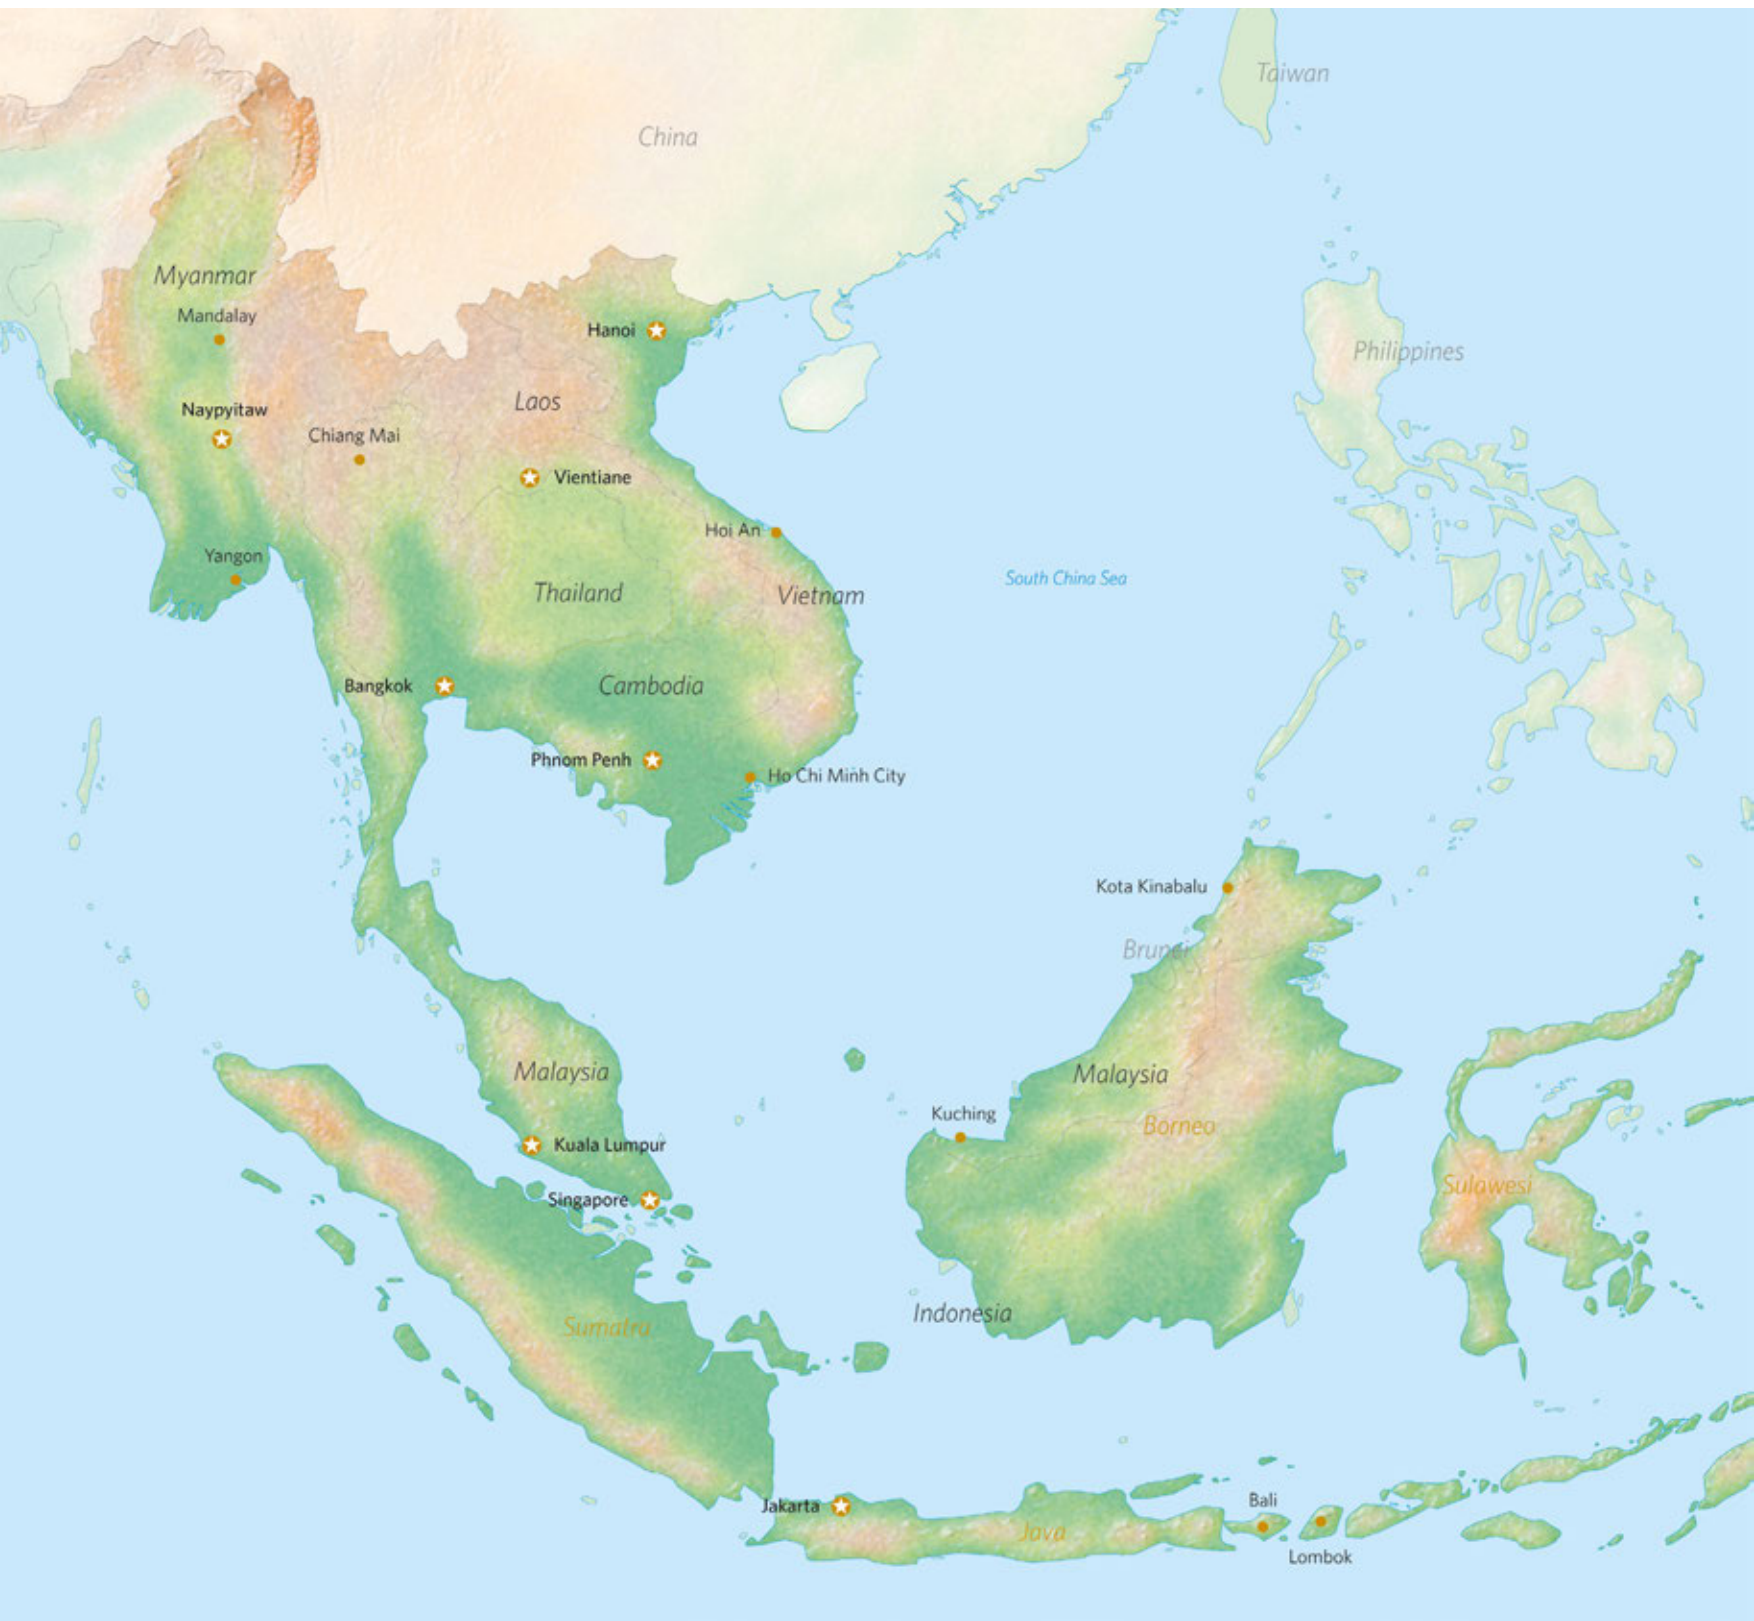 Taiwan
China
Myanmar
Mandalay
Hanoi
Philippines
Laos
Naypyitaw
Chiang Mai
Vientiane
Hoi An
Yangon
South China Sea
Thailand
Vietnam
Bangkok
Cambodia
Phnom Penh
Ho Chi Minh City
Kota Kinabalu
Brunei
Malaysia
Malaysia
Kuching
Borneo
Kuala Lumpur
Sulawesi
Singapore
Indonesia
Sumatra
Bali
Jakarta
Java
Lombok